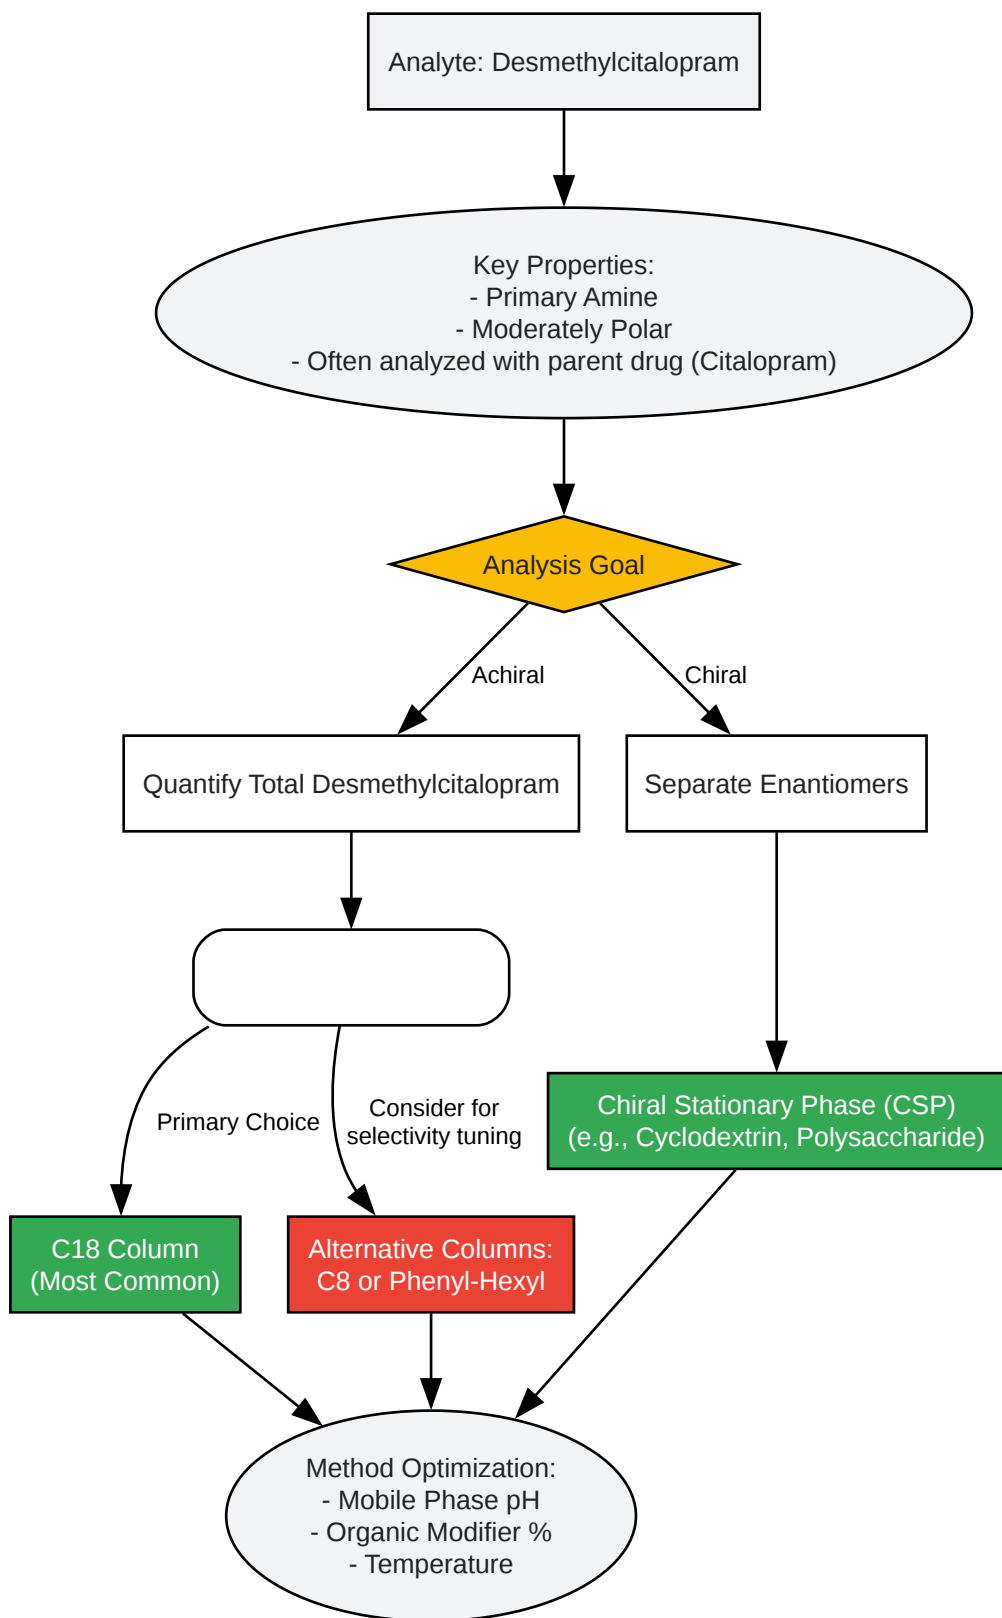 Analyte: Desmethylcitalopram
Key Properties:
- Primary Amine
- Moderately Polar
- Often analyzed with parent drug (Citalopram)
Analysis Goal
Achiral
Chiral
Quantify Total Desmethylcitalopram
Separate Enantiomers
Primary Choice
Consider for
selectivity tuning
Chiral Stationary Phase (CSP)
(e.g., Cyclodextrin, Polysaccharide)
C18 Column
(Most Common)
Alternative Columns:
C8 or Phenyl-Hexyl
Method Optimization:
- Mobile Phase pH
- Organic Modifier %
- Temperature